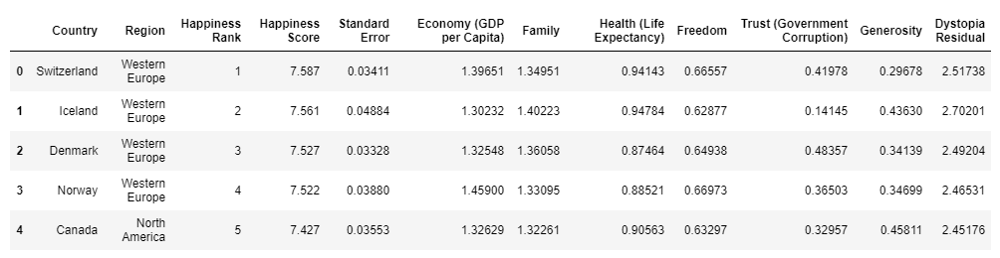 Country Region Happiness Rank Happiness Score Standard Error Economy (GDP per Capita) Family Health (Life Expectancy) Freedom Trust (Government Corruption) Generosity Dystopia Residual
0 Switzerland Western Europe 1 7.587 0.03411 1.39651 1.34951 0.94143 0.66557 0.41978 0.29678 2.51738
1 Iceland Western Europe 2 7.561 0.04884 1.30232 1.40223 0.94784 0.62877 0.14145 0.43630 2.70201
2 Denmark Western Europe 3 7.527 0.03328 1.32548 1.36058 0.87464 0.64938 0.48357 0.34139 2.49204
3 Norway Western Europe 4 7.522 0.03880 1.45900 1.33095 0.88521 0.66973 0.36503 0.34699 2.46531
4 Canada North America 5 7.427 0.03553 1.32629 1.32261 0.90563 0.63297 0.32957 0.45811 2.45176